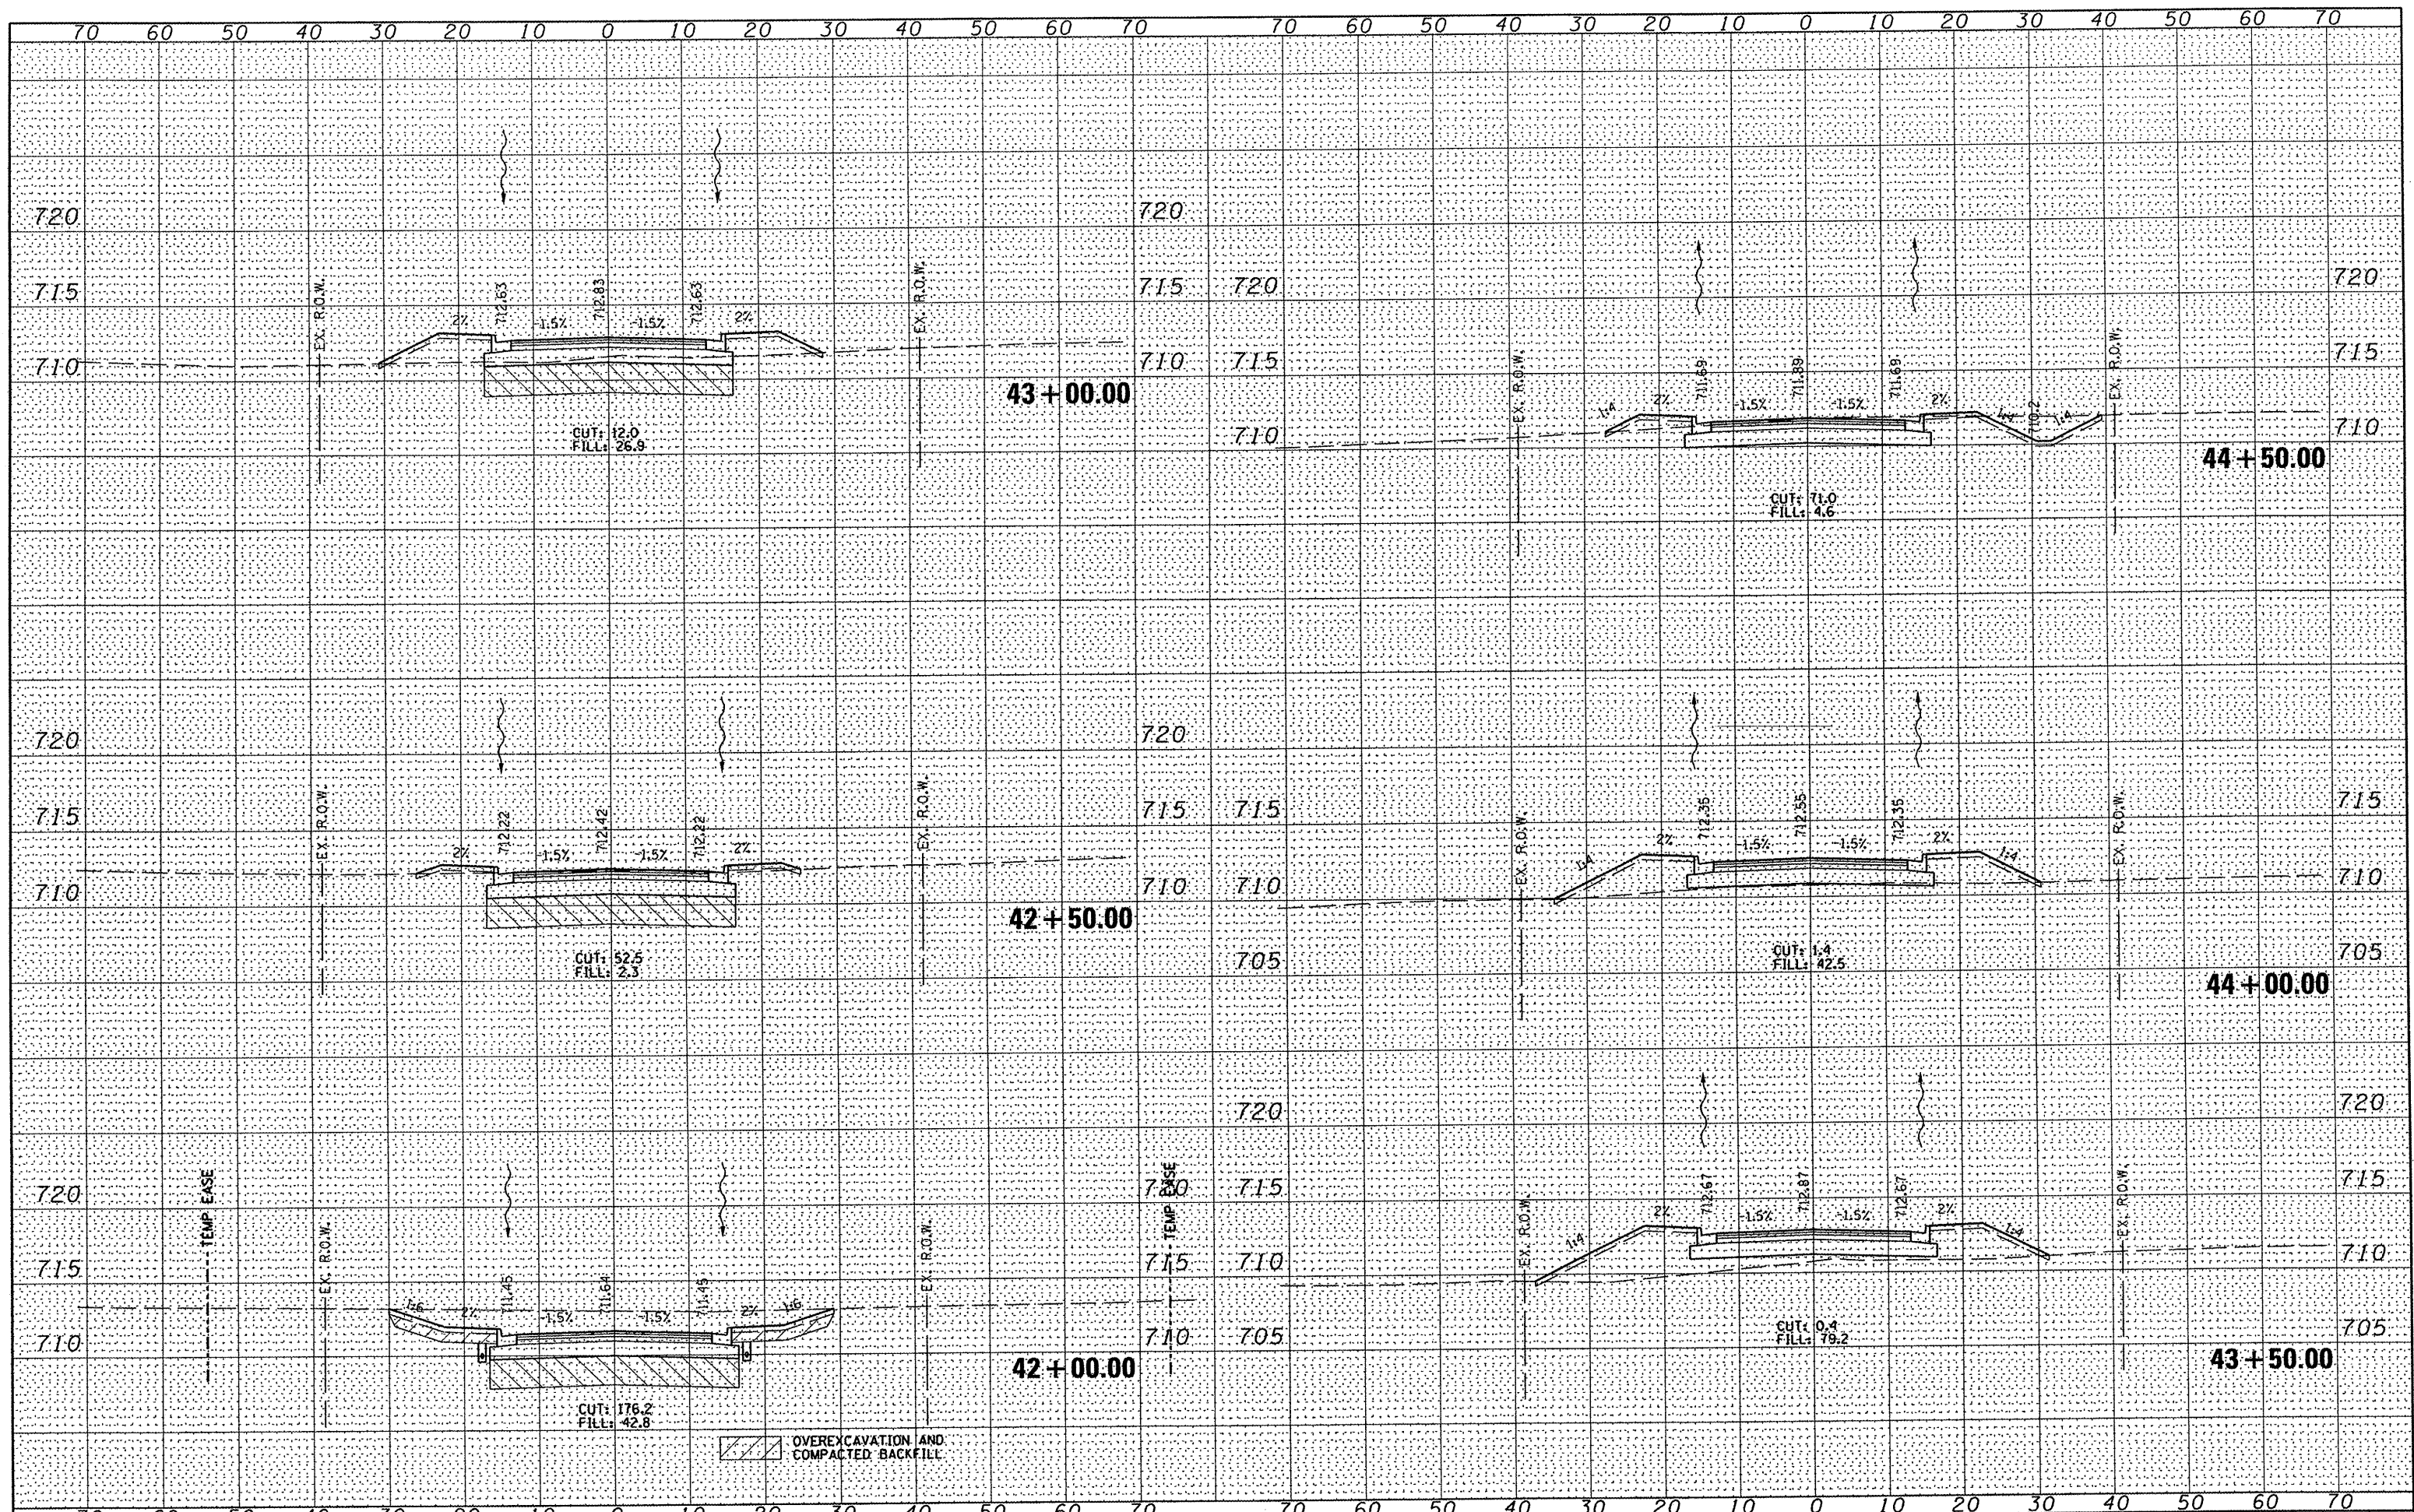 70 60 50 40 30 20 10 0 10 20 30 40 50 60 70 70 60 50 40 30 20 10 0 10 20 30 40 50 60 70
720 720
715 715
710 710
EX. R.O.W.
2%
712.63
-1.5%
712.83
-1.5%
712.63
2%
EX. R.O.W.
43+00.00
CUT: 12.0
FILL: 26.9
720 720
715 715
710 710
EX. R.O.W.
2%
712.22
-1.5%
712.42
-1.5%
712.22
2%
EX. R.O.W.
42+50.00
CUT: 52.5
FILL: 2.3
720 720
715 715
710 710
TEMP EASE
EX. R.O.W.
1:6
2%
711.45
-1.5%
711.64
-1.5%
711.45
2%
1:6
EX. R.O.W.
TEMP EASE
42+00.00
CUT: 176.2
FILL: 42.8
OVEREXCAVATION AND
COMPACTED BACKFILL
720 720
715 715
710 710
EX. R.O.W.
1:4
2%
711.69
-1.5%
711.89
-1.5%
711.69
2%
1:4
710.2
1:4
EX. R.O.W.
44+50.00
CUT: 71.0
FILL: 4.6
715 715
710 710
705 705
EX. R.O.W.
1:4
2%
712.35
-1.5%
712.55
-1.5%
712.35
2%
1:4
EX. R.O.W.
44+00.00
CUT: 1.4
FILL: 42.5
720 720
715 715
710 710
705 705
EX. R.O.W.
1:4
2%
712.67
-1.5%
712.87
-1.5%
712.67
2%
1:4
EX. R.O.W.
43+50.00
CUT: 0.4
FILL: 79.2
70 60 50 40 30 20 10 0 10 20 30 40 50 60 70 70 60 50 40 30 20 10 0 10 20 30 40 50 60 70